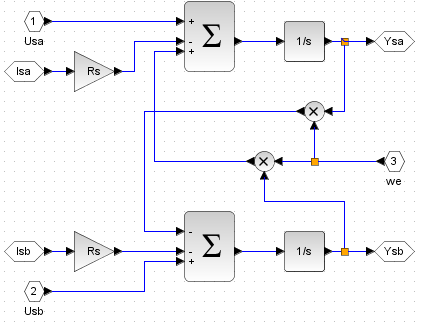 1
Usa
+
-
+
Σ
1/s
Ysa
Isa
Rs
×
×
3
we
-
-
+
Σ
1/s
Ysb
Isb
Rs
2
Usb